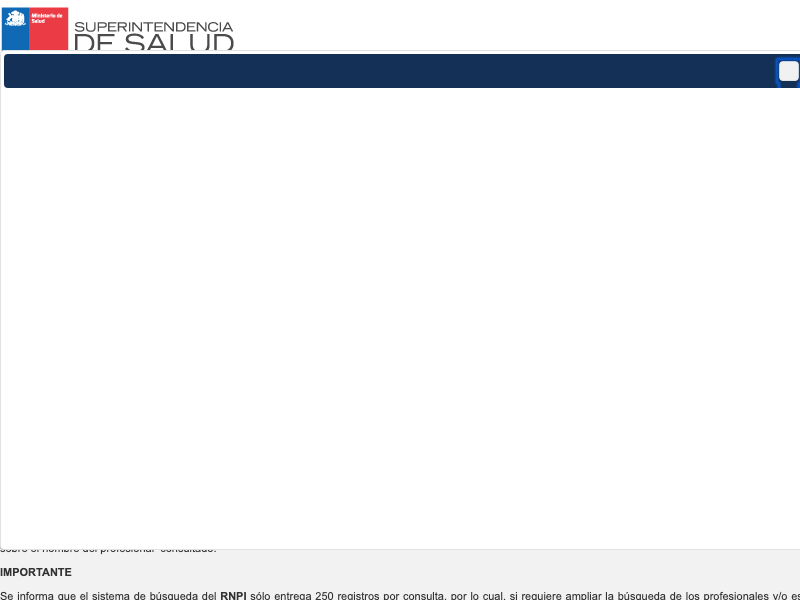 Ministerio de
Salud
SUPERINTENDENCIA
DE SALUD
sobre el nombre del profesional consultado.
IMPORTANTE
Se informa que el sistema de búsqueda del RNPI sólo entrega 250 registros por consulta, por lo cual, si requiere ampliar la búsqueda de los profesionales y/o es